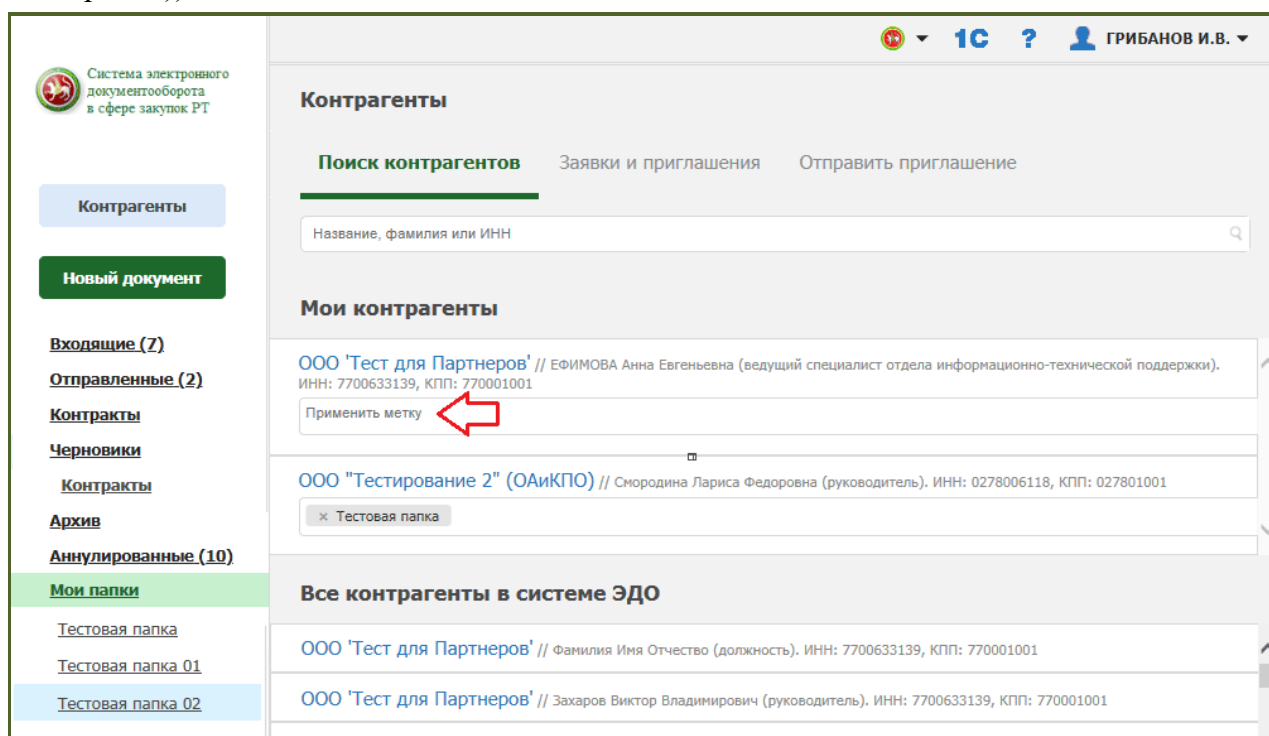 1С ? ГРИБАНОВ И.В.
Система электронного
документооборота
в сфере закупок РТ
Контрагенты
Новый документ
Входящие (7)
Отправленные (2)
Контракты
Черновики
Контракты
Архив
Аннулированные (10)
Мои папки
Тестовая папка
Тестовая папка 01
Тестовая папка 02
Контрагенты
Поиск контрагентов Заявки и приглашения Отправить приглашение
Название, фамилия или ИНН
Мои контрагенты
ООО 'Тест для Партнеров' // ЕФИМОВА Анна Евгеньевна (ведущий специалист отдела информационно-технической поддержки).
ИНН: 7700633139, КПП: 770001001
Применить метку
ООО "Тестирование 2" (ОАиКПО) // Смородина Лариса Федоровна (руководитель). ИНН: 0278006118, КПП: 027801001
× Тестовая папка
Все контрагенты в системе ЭДО
ООО 'Тест для Партнеров' // Фамилия Имя Отчество (должность). ИНН: 7700633139, КПП: 770001001
ООО 'Тест для Партнеров' // Захаров Виктор Владимирович (руководитель). ИНН: 7700633139, КПП: 770001001